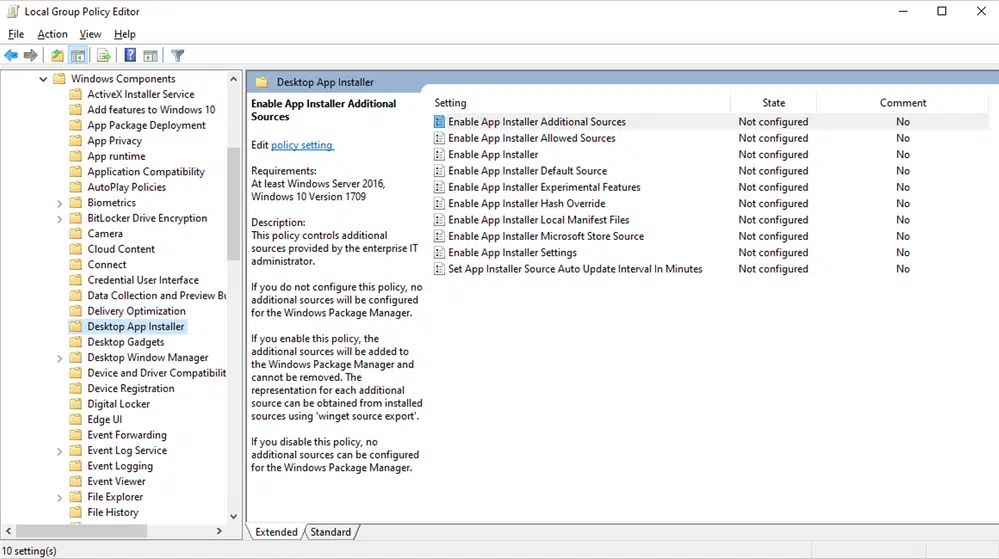 Local Group Policy Editor
File Action View Help
Windows Components
ActiveX Installer Service
Add features to Windows 10
App Package Deployment
App Privacy
App runtime
Application Compatibility
AutoPlay Policies
Biometrics
BitLocker Drive Encryption
Camera
Cloud Content
Connect
Credential User Interface
Data Collection and Preview Bu
Delivery Optimization
Desktop App Installer
Desktop Gadgets
Desktop Window Manager
Device and Driver Compatibilit
Device Registration
Digital Locker
Edge UI
Event Forwarding
Event Log Service
Event Logging
Event Viewer
File Explorer
File History
Desktop App Installer
Enable App Installer Additional
Sources
Edit policy setting
Requirements:
At least Windows Server 2016,
Windows 10 Version 1709
Description:
This policy controls additional
sources provided by the enterprise IT
administrator.
If you do not configure this policy, no
additional sources will be configured
for the Windows Package Manager.
If you enable this policy, the
additional sources will be added to
the Windows Package Manager and
cannot be removed. The
representation for each additional
source can be obtained from installed
sources using 'winget source export'.
If you disable this policy, no
additional sources can be configured
for the Windows Package Manager.
Setting State Comment
Enable App Installer Additional Sources Not configured No
Enable App Installer Allowed Sources Not configured No
Enable App Installer Not configured No
Enable App Installer Default Source Not configured No
Enable App Installer Experimental Features Not configured No
Enable App Installer Hash Override Not configured No
Enable App Installer Local Manifest Files Not configured No
Enable App Installer Microsoft Store Source Not configured No
Enable App Installer Settings Not configured No
Set App Installer Source Auto Update Interval In Minutes Not configured No
Extended Standard
10 setting(s)